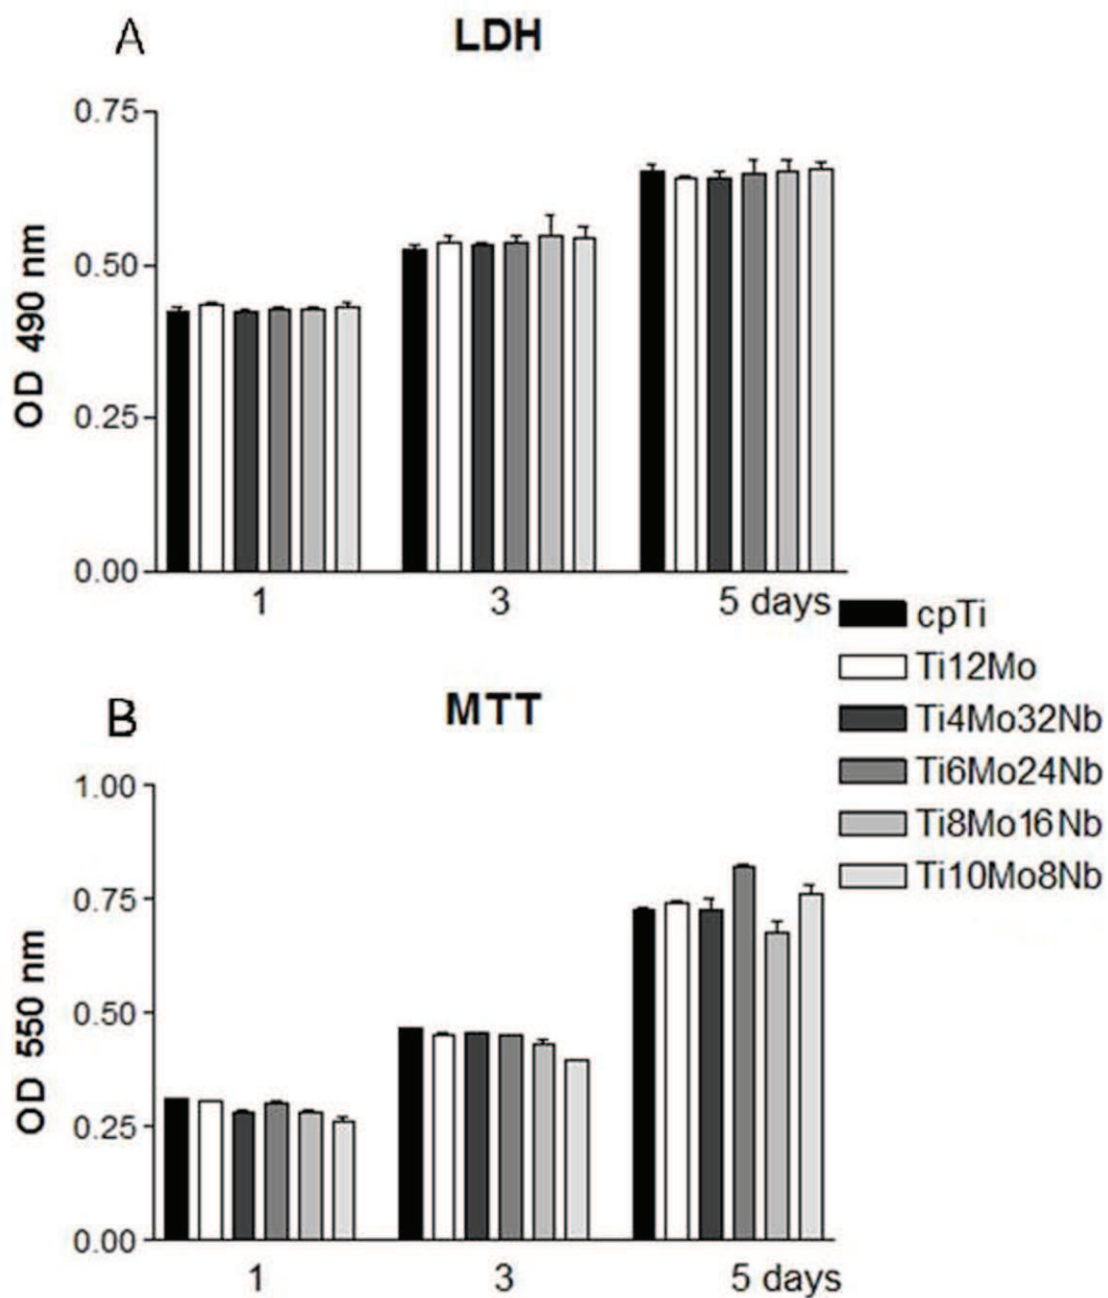 A
LDH
0.75
0.50
0.25
0.00
OD 490 nm
1 3 5 days
cpTi
Ti12Mo
Ti4Mo32Nb
Ti6Mo24Nb
Ti8Mo16Nb
Ti10Mo8Nb
B
MTT
1.00
0.75
0.50
0.25
0.00
OD 550 nm
1 3 5 days